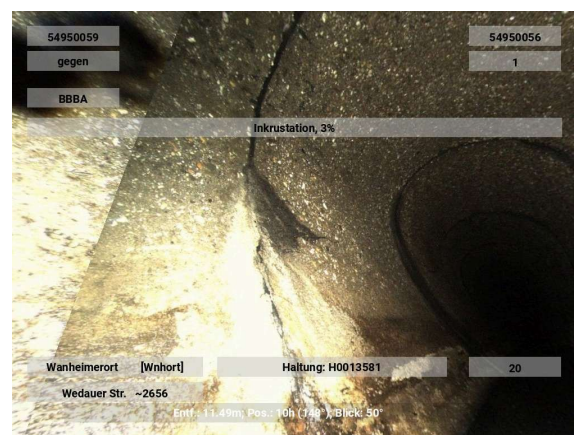 54950059 54950056
gegen 1
BBBA
Inkrustation, 3%
Wanheimerort [Wnhort] Haltung: H0013581 20
Wedauer Str. ~2656
Entf.: 11.49m; Pos.: 10h (148°); Blick: 50°